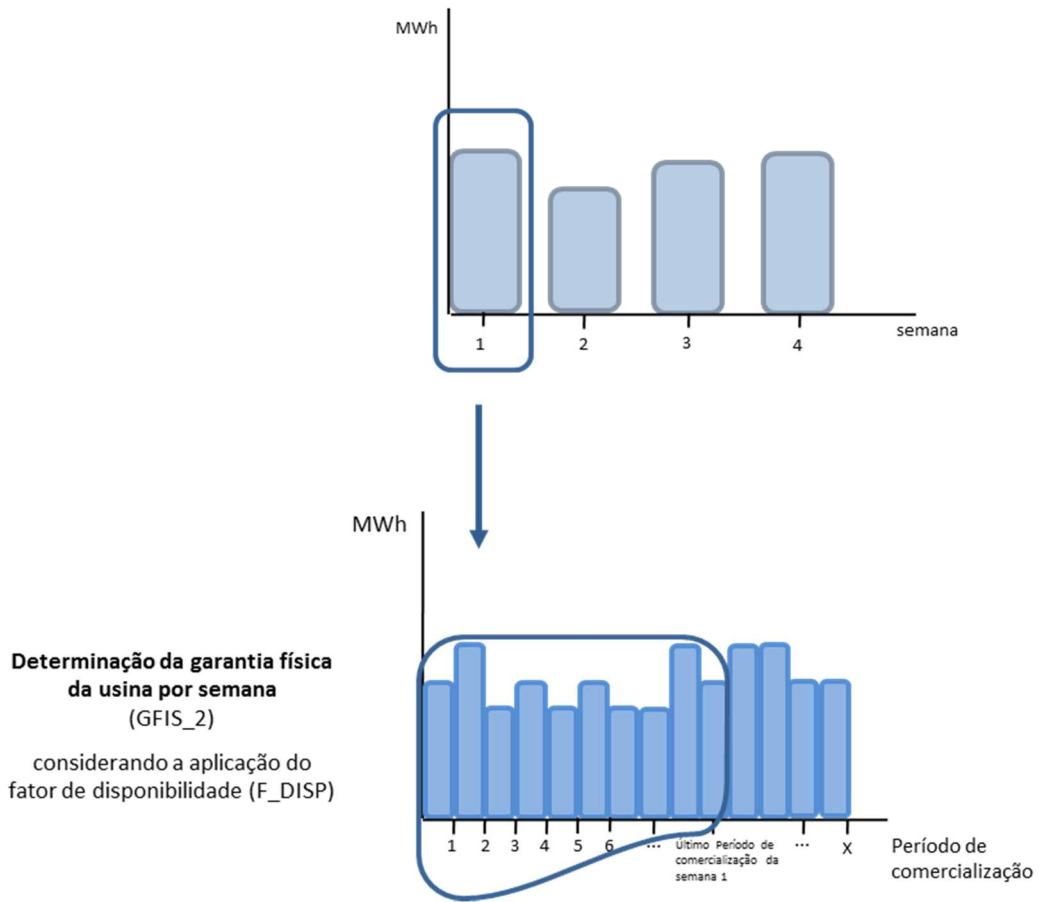 MWh
semana
1
2
3
4
MWh
Determinação da garantia física
da usina por semana
(GFIS_2)
considerando a aplicação do
fator de disponibilidade (F_DISP)
1
2
3
4
5
6
...
Último Período de
comercialização da
semana 1
...
X
Período de
comercialização